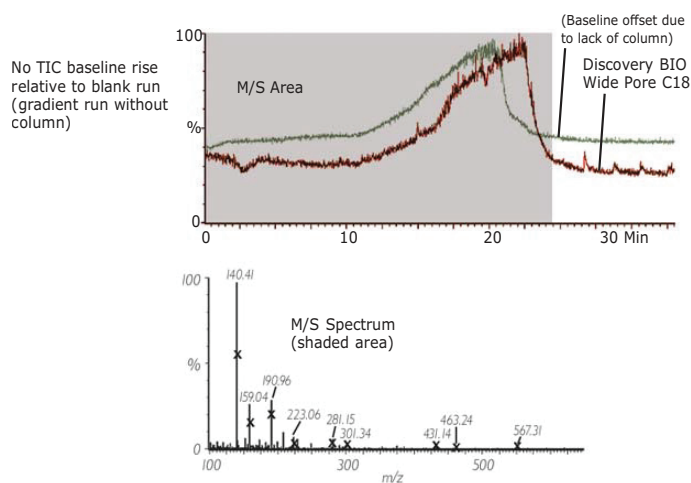 No TIC baseline rise
relative to blank run
(gradient run without
column)
100
%
0
M/S Area
(Baseline offset due
to lack of column)
Discovery BIO
Wide Pore C18
0
10
20
30 Min
100
%
0
140.41
159.04
190.96
223.06
281.15
301.34
431.14
463.24
567.31
M/S Spectrum
(shaded area)
100
300
500
m/z